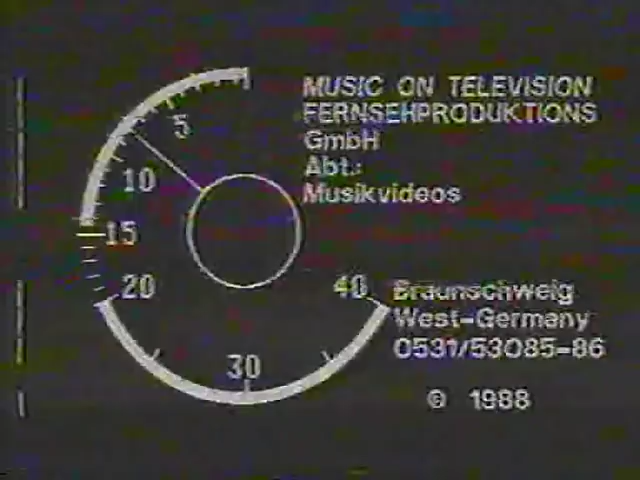 MUSIC ON TELEVISION
FERNSEHPRODUKTIONS
GmbH
Abt.:
Musikvideos
5
10
15
20
30
40
Braunschweig
West-Germany
0531/53085-86
© 1988